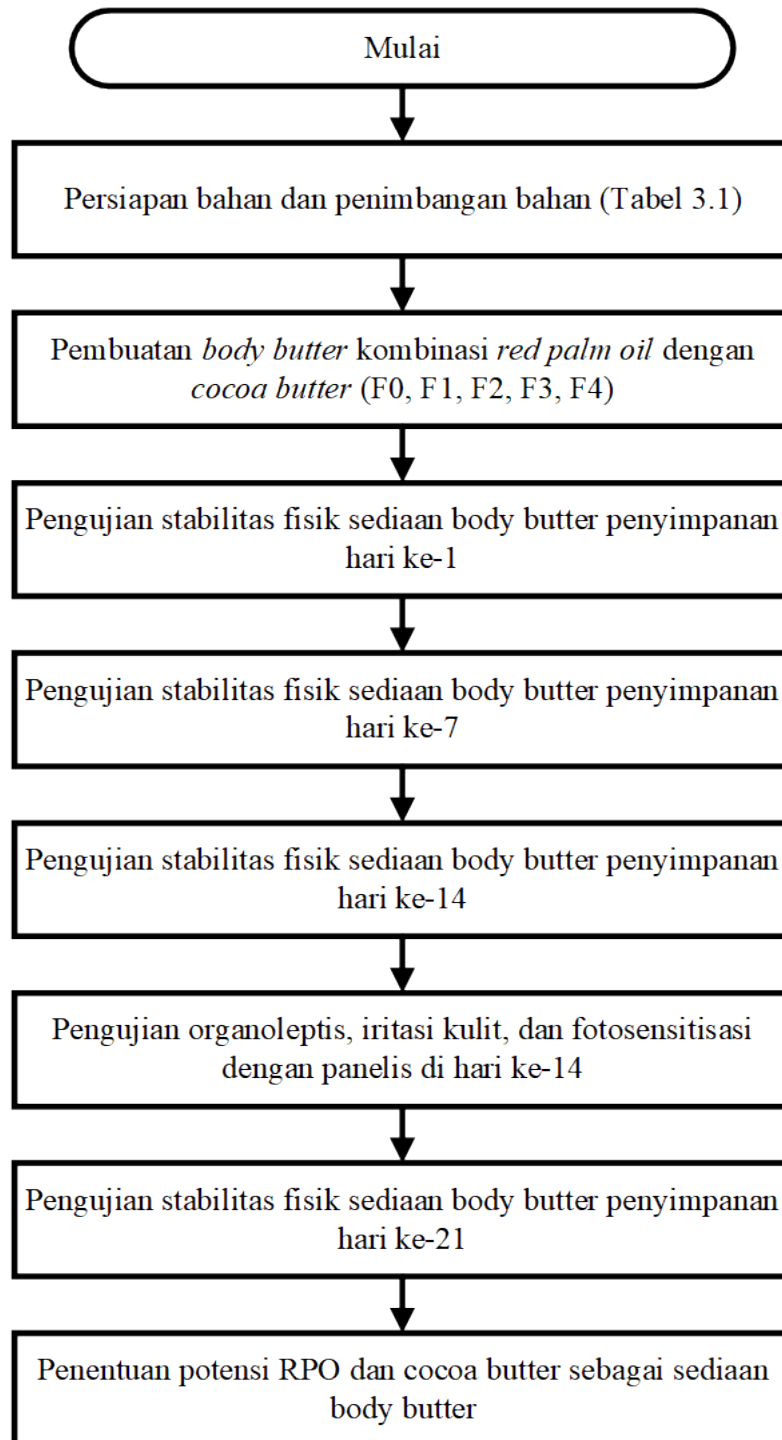 Mulai
Persiapan bahan dan penimbangan bahan (Tabel 3.1)
Pembuatan body butter kombinasi red palm oil dengan
cocoa butter (F0, F1, F2, F3, F4)
Pengujian stabilitas fisik sediaan body butter penyimpanan
hari ke-1
Pengujian stabilitas fisik sediaan body butter penyimpanan
hari ke-7
Pengujian stabilitas fisik sediaan body butter penyimpanan
hari ke-14
Pengujian organoleptis, iritasi kulit, dan fotosensitisasi
dengan panelis di hari ke-14
Pengujian stabilitas fisik sediaan body butter penyimpanan
hari ke-21
Penentuan potensi RPO dan cocoa butter sebagai sediaan
body butter